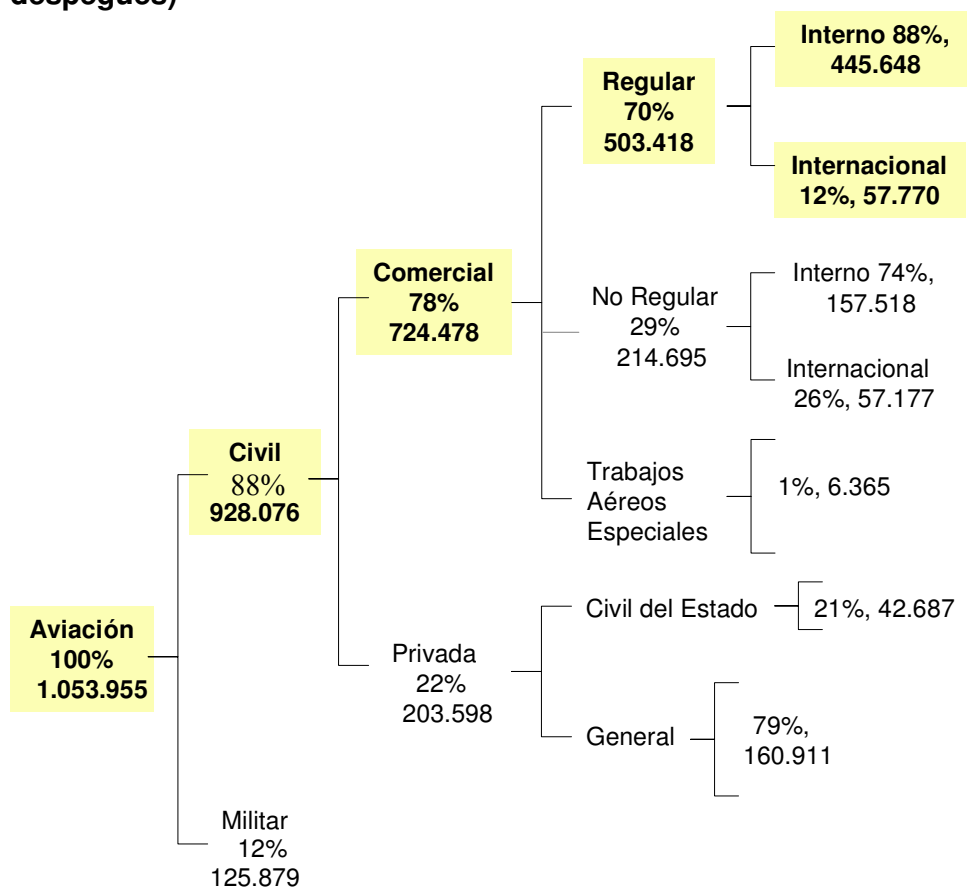 despegues)
Interno 88%,
445.648
Regular
70%
503.418
Internacional
12%, 57.770
Comercial
78%
724.478
No Regular
29%
214.695
Interno 74%,
157.518
Internacional
26%, 57.177
Civil
88%
928.076
Trabajos
Aéreos
Especiales
1%, 6.365
Aviación
100%
1.053.955
Privada
22%
203.598
Civil del Estado
21%, 42.687
General
79%,
160.911
Militar
12%
125.879